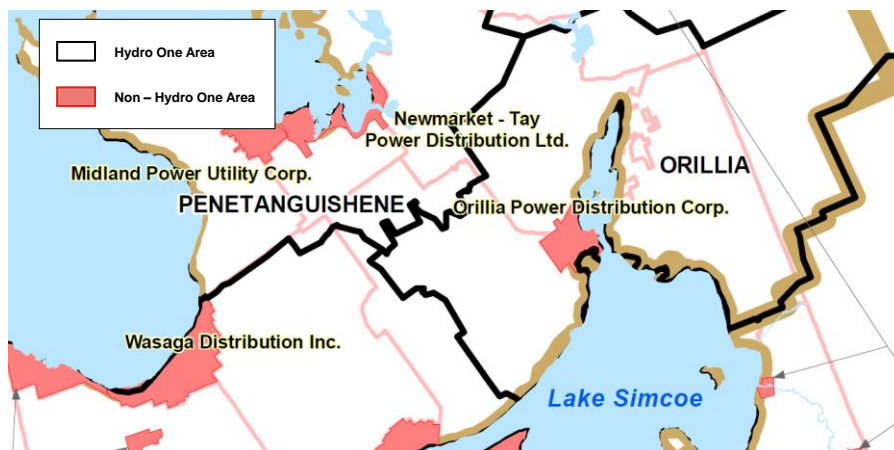 Hydro One Area
Non – Hydro One Area
Newmarket - Tay
Power Distribution Ltd.
Midland Power Utility Corp.
ORILLIA
PENETANGUISHENE
Orillia Power Distribution Corp.
Wasaga Distribution Inc.
Lake Simcoe